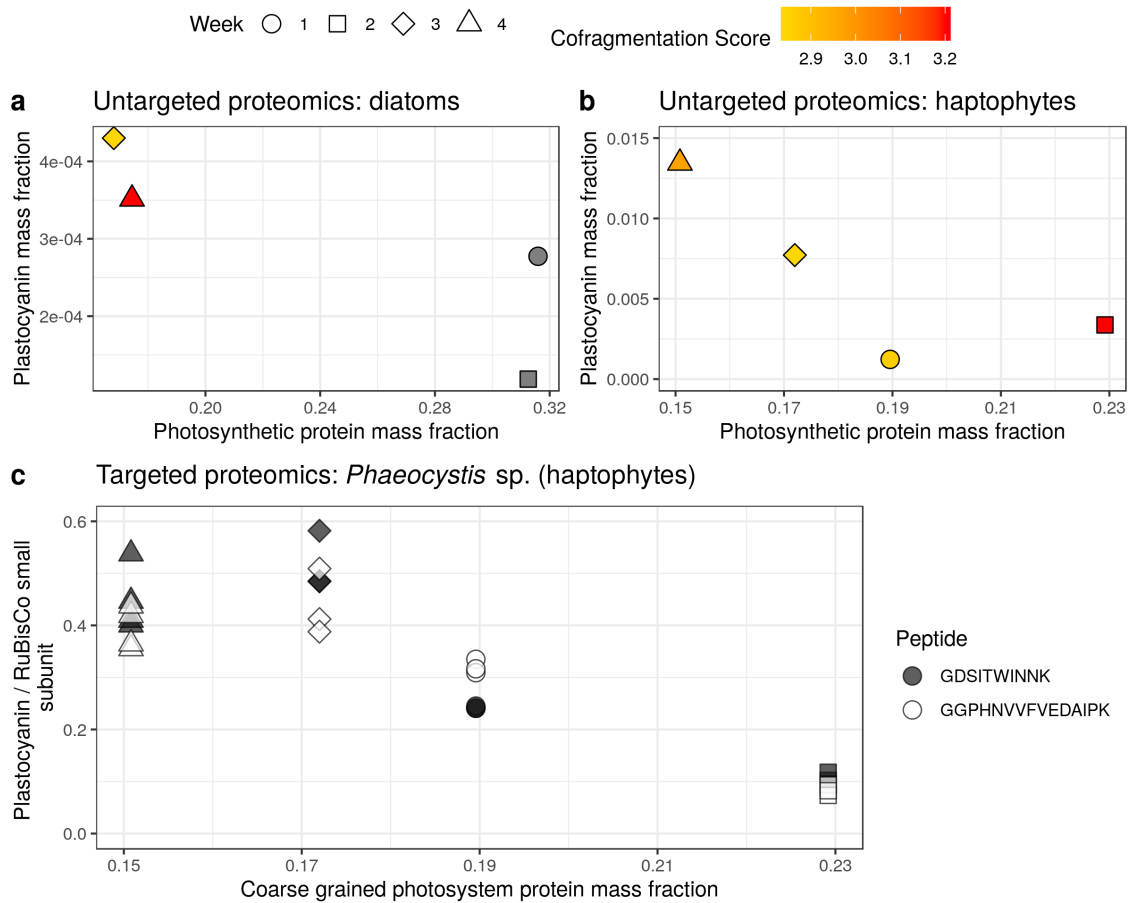 Week 1 2 3 4
Cofragmentation Score
2.9 3.0 3.1 3.2
a Untargeted proteomics: diatoms
Plastocyanin mass fraction
4e-04
3e-04
2e-04
0.20 0.24 0.28 0.32
Photosynthetic protein mass fraction
b Untargeted proteomics: haptophytes
Plastocyanin mass fraction
0.015
0.010
0.005
0.000
0.15 0.17 0.19 0.21 0.23
Photosynthetic protein mass fraction
c Targeted proteomics: Phaeocystis sp. (haptophytes)
Plastocyanin / RuBisCo small
subunit
0.6
0.4
0.2
0.0
0.15 0.17 0.19 0.21 0.23
Coarse grained photosystem protein mass fraction
Peptide
GDSITWINNK
GGPHNVVFVEDAIPK